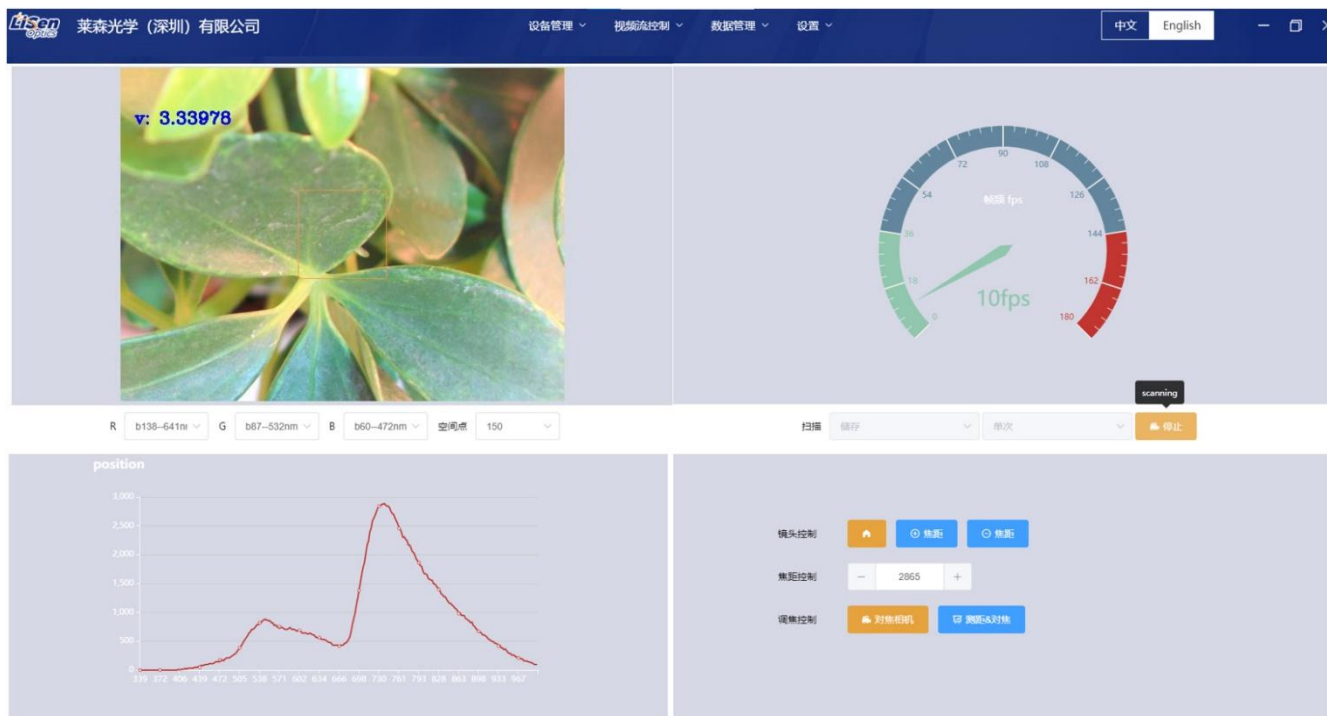 LiSen Optics 莱森光学（深圳）有限公司 设备管理 视频流控制 数据管理 设置 中文 English
v: 3.33978
帧频 fps
0 18 36 54 72 90 108 126 144 162 180
10fps
scanning
R b138--641n G b87--532nm B b60--472nm 空间点 150
扫描 储存 单次 停止
position
3,000
2,500
2,000
1,500
1,000
500
0
339 372 406 439 472 505 538 571 602 634 666 698 730 761 793 828 863 898 933 967
镜头控制 焦距 焦距
焦距控制 − 2865 +
调焦控制 对焦相机 测距&对焦